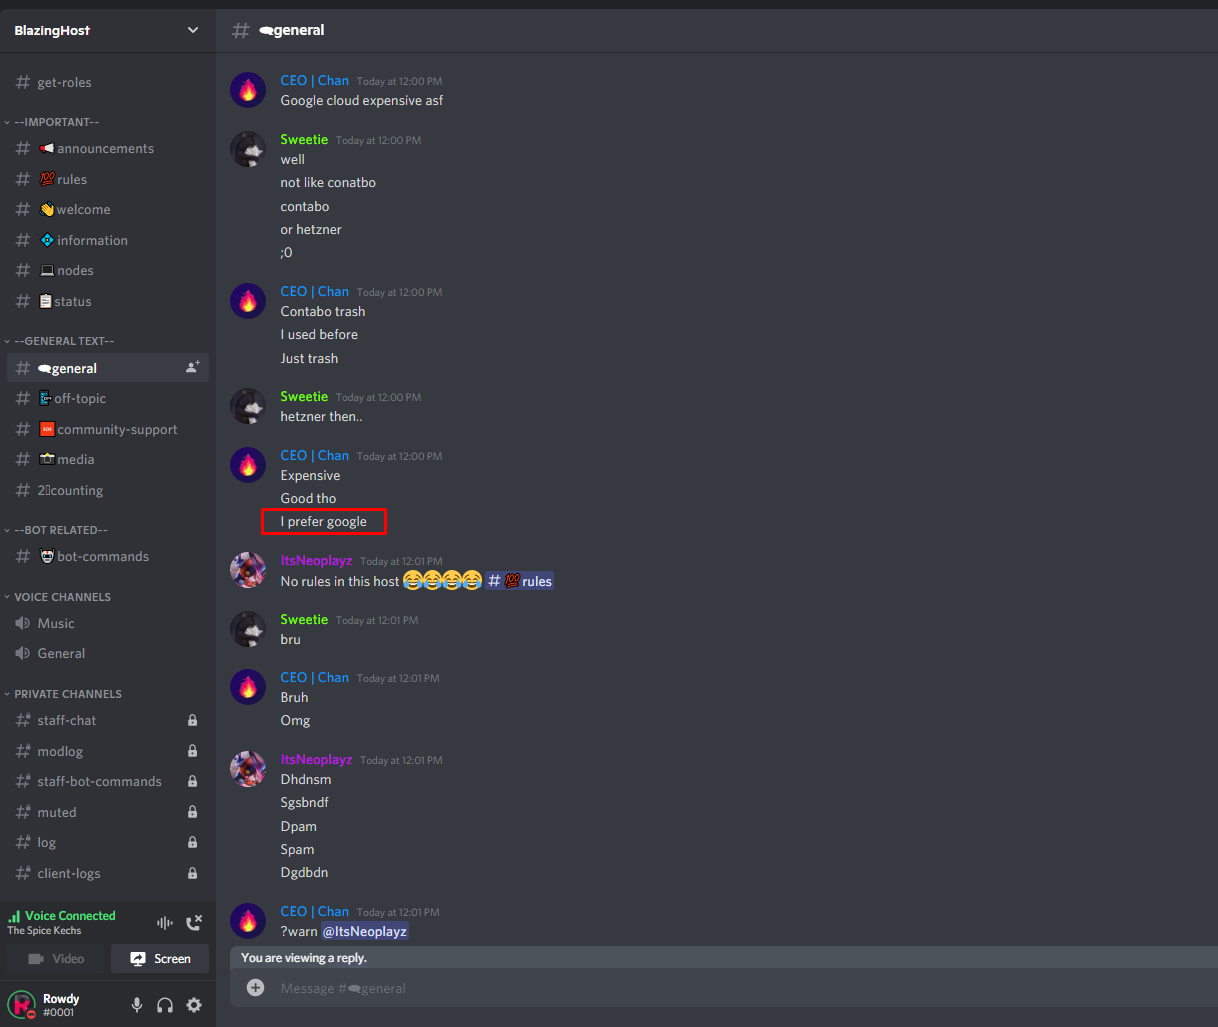 BlazingHost
get-roles
--IMPORTANT--
announcements
rules
welcome
information
nodes
status
--GENERAL TEXT--
general
off-topic
community-support
media
2counting
--BOT RELATED--
bot-commands
VOICE CHANNELS
Music
General
PRIVATE CHANNELS
staff-chat
modlog
staff-bot-commands
muted
log
client-logs
Voice Connected
The Spice Kechs
Video
Screen
Rowdy
#0001
# general
CEO | Chan Today at 12:00 PM
Google cloud expensive asf
Sweetie Today at 12:00 PM
well
not like conatbo
contabo
or hetzner
;0
CEO | Chan Today at 12:00 PM
Contabo trash
I used before
Just trash
Sweetie Today at 12:00 PM
hetzner then..
CEO | Chan Today at 12:00 PM
Expensive
Good tho
I prefer google
ItsNeoplayz Today at 12:01 PM
No rules in this host 😂😂😂😂 # 💯rules
Sweetie Today at 12:01 PM
bru
CEO | Chan Today at 12:01 PM
Bruh
Omg
ItsNeoplayz Today at 12:01 PM
Dhdnsm
Sgsbndf
Dpam
Spam
Dgdbdn
CEO | Chan Today at 12:01 PM
?warn @ItsNeoplayz
You are viewing a reply.
Message #🗨general